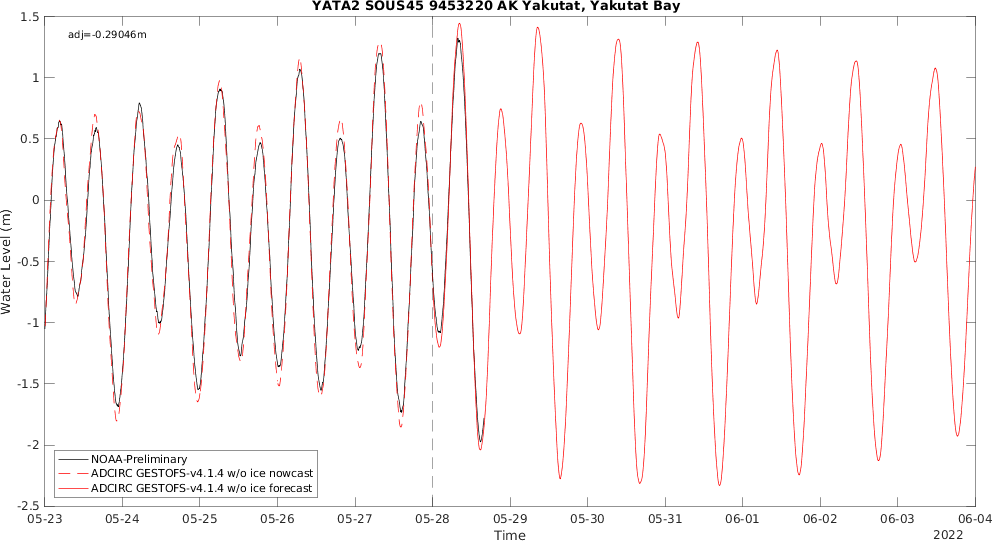 YATA2 SOUS45 9453220 AK Yakutat, Yakutat Bay
adj=-0.29046m
1.5
1
0.5
0
-0.5
-1
-1.5
-2
-2.5
Water Level (m)
NOAA-Preliminary
ADCIRC GESTOFS-v4.1.4 w/o ice nowcast
ADCIRC GESTOFS-v4.1.4 w/o ice forecast
05-23 05-24 05-25 05-26 05-27 05-28 05-29 05-30 05-31 06-01 06-02 06-03 06-04
Time
2022